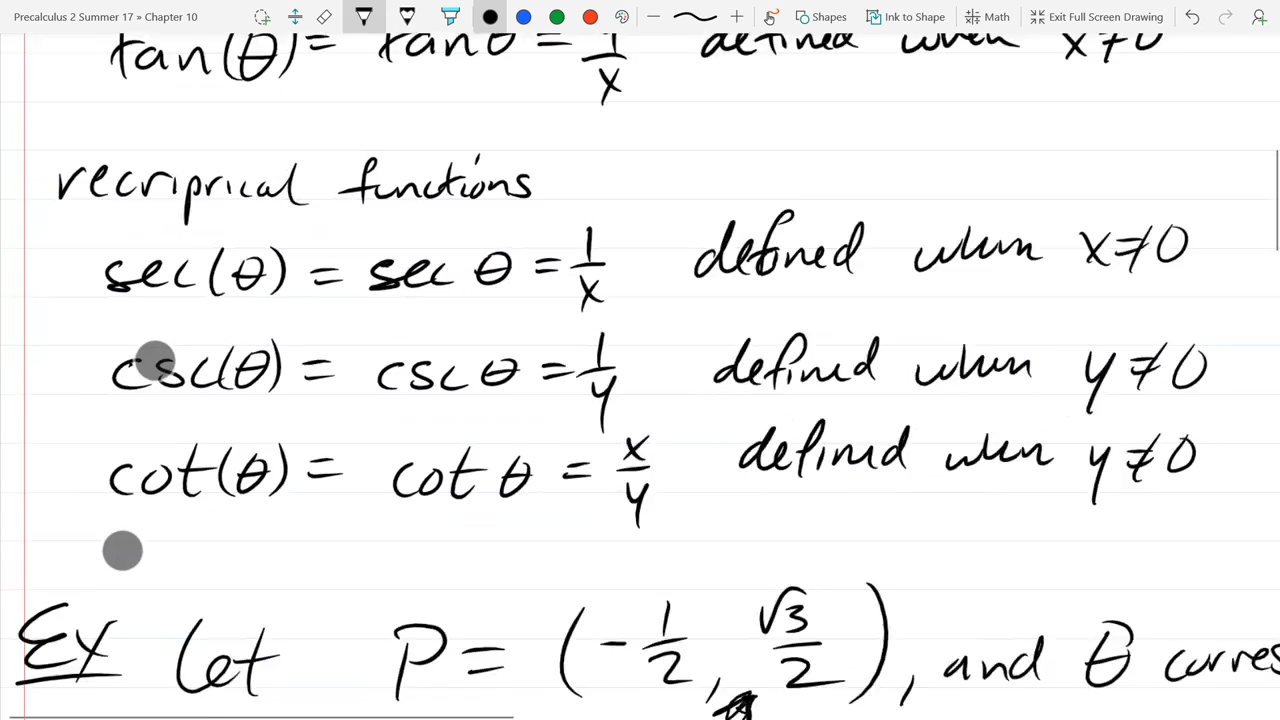 Precalculus 2 Summer 17 » Chapter 10 Shapes Ink to Shape Math Exit Full Screen Drawing
tan(θ) = tanθ = /x defined when x≠0
recriprical functions
sec(θ) = sec θ = 1/x defined when x≠0
csc(θ) = csc θ = 1/y defined when y≠0
cot(θ) = cot θ = x/y defined when y≠0
Ex Let P = (-1/2, √3/2), and θ corres